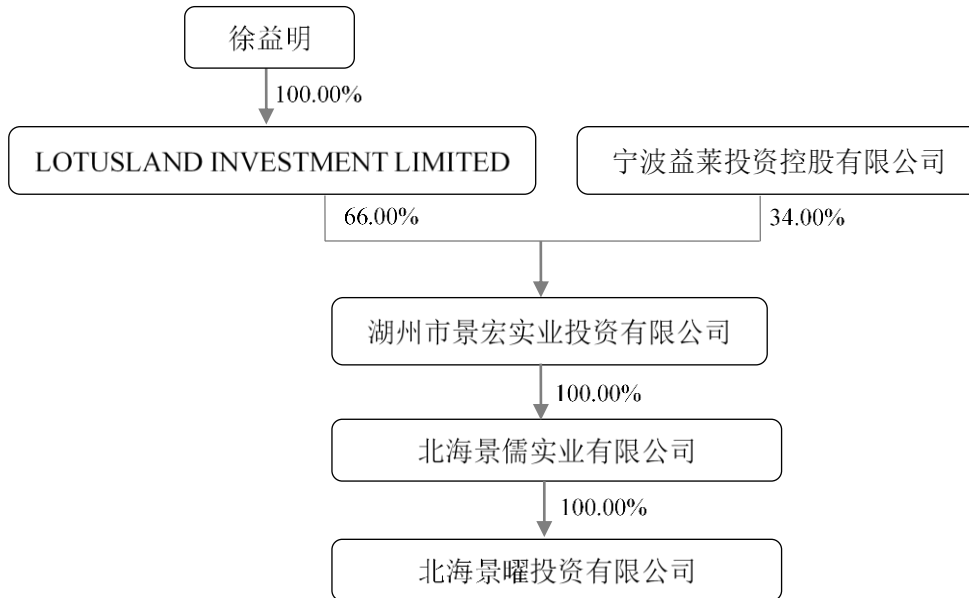 徐益明
100.00%
LOTUSLAND INVESTMENT LIMITED
宁波益莱投资控股有限公司
66.00%
34.00%
湖州市景宏实业投资有限公司
100.00%
北海景儒实业有限公司
100.00%
北海景曜投资有限公司